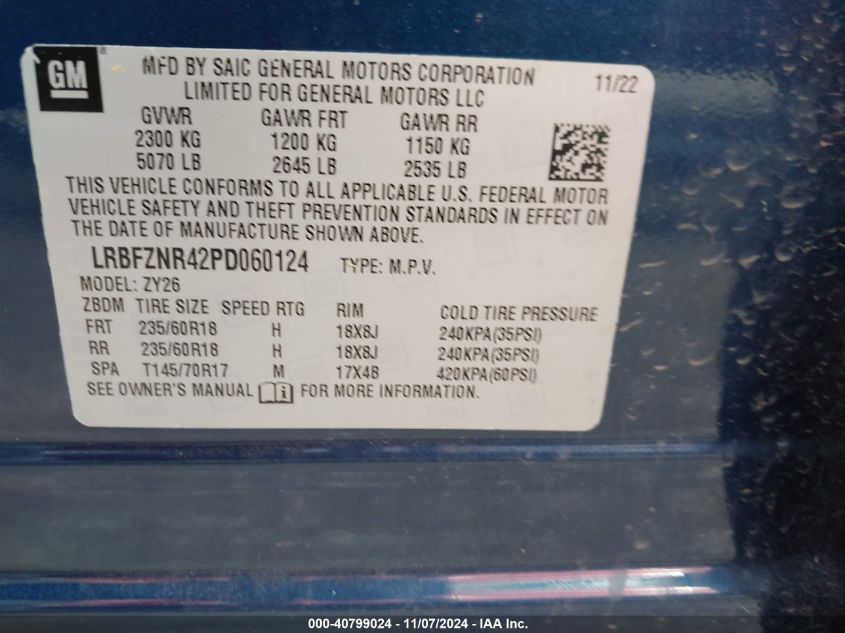 GM
®
MFD BY SAIC GENERAL MOTORS CORPORATION 11/22
LIMITED FOR GENERAL MOTORS LLC
GVWR GAWR FRT GAWR RR
2300 KG 1200 KG 1150 KG
5070 LB 2645 LB 2535 LB
THIS VEHICLE CONFORMS TO ALL APPLICABLE U.S. FEDERAL MOTOR
VEHICLE SAFETY AND THEFT PREVENTION STANDARDS IN EFFECT ON
THE DATE OF MANUFACTURE SHOWN ABOVE.
LRBFZNR42PD060124 TYPE: M.P.V.
MODEL: ZY26
ZBDM TIRE SIZE SPEED RTG RIM COLD TIRE PRESSURE
FRT 235/60R18 H 18X8J 240KPA(35PSI)
RR 235/60R18 H 18X8J 240KPA(35PSI)
SPA T145/70R17 M 17X4B 420KPA(60PSI)
SEE OWNER'S MANUAL FOR MORE INFORMATION.
000-40799024 - 11/07/2024 - IAA Inc.